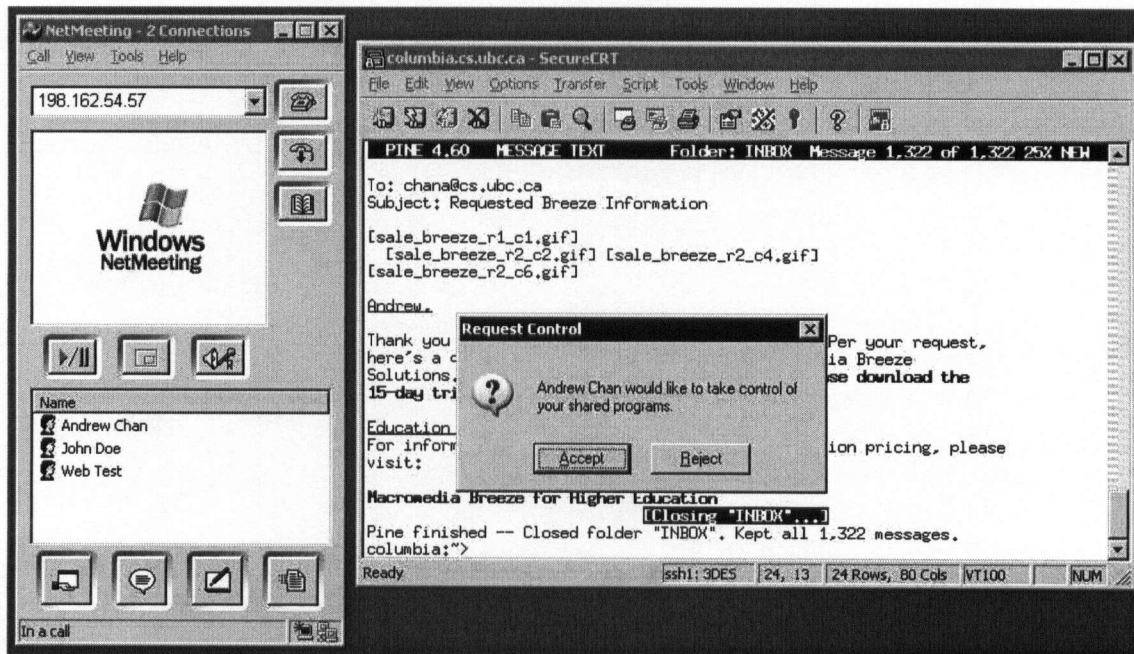 NetMeeting - 2 Connections
Call View Tools Help
198.162.54.57
Windows
NetMeeting
Name
Andrew Chan
John Doe
Web Test
In a call
columbia.cs.ubc.ca - SecureCRT
File Edit View Options Transfer Script Tools Window Help
PINE 4.60 MESSAGE TEXT Folder: INBOX Message 1,322 of 1,322 25% NEW
To: chana@cs.ubc.ca
Subject: Requested Breeze Information
[sale_breeze_r1_c1.gif]
[sale_breeze_r2_c2.gif] [sale_breeze_r2_c4.gif]
[sale_breeze_r2_c6.gif]
Andrew.
Thank you Per your request,
here's a c ia Breeze
Solutions. se download the
15-day tri
Education
For inform ion pricing, please
visit:
Macromedia Breeze for Higher Education
[Closing "INBOX"...]
Pine finished -- Closed folder "INBOX". Kept all 1,322 messages.
columbia:~>
Ready ssh1: 3DES 24, 13 24 Rows, 80 Cols VT100 NUM
Request Control
Andrew Chan would like to take control of
your shared programs.
Accept Reject